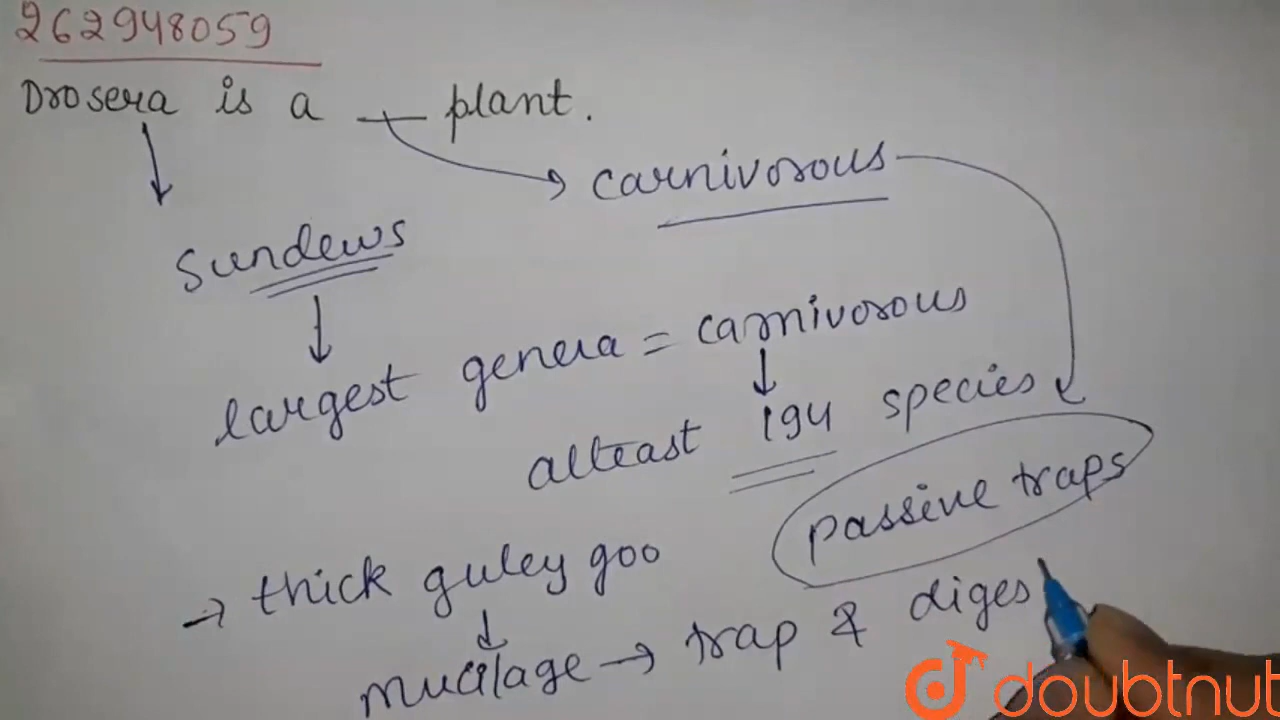 262948059
Drosera is a — plant.
carnivorous
Sundews
largest genera = carnivorous
alteast 194 species
passive traps
→ thick guley goo
mucilage → trap & diges
doubtnut